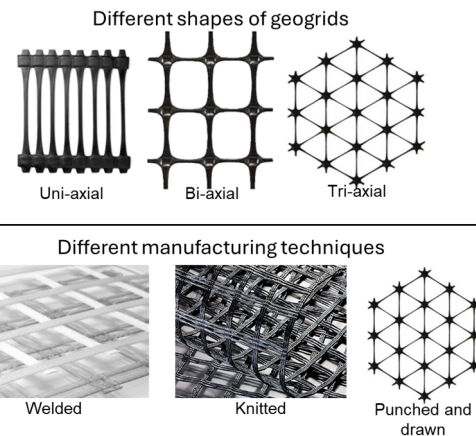 Different shapes of geogrids
Uni-axial
Bi-axial
Tri-axial
Different manufacturing techniques
Welded
Knitted
Punched and
drawn